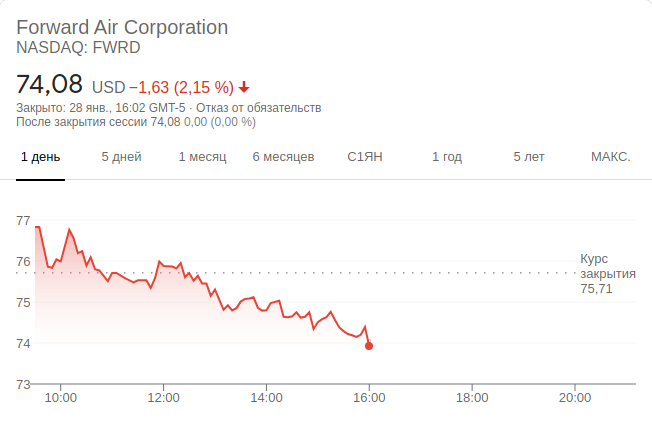 Forward Air Corporation
NASDAQ: FWRD
74,08 USD −1,63 (2,15 %)
Закрыто: 28 янв., 16:02 GMT-5 · Отказ от обязательств
После закрытия сессии 74,08 0,00 (0,00 %)
1 день 5 дней 1 месяц 6 месяцев С1ЯН 1 год 5 лет МАКС.
77
76
Курс
закрытия
75,71
75
74
73
10:00 12:00 14:00 16:00 18:00 20:00